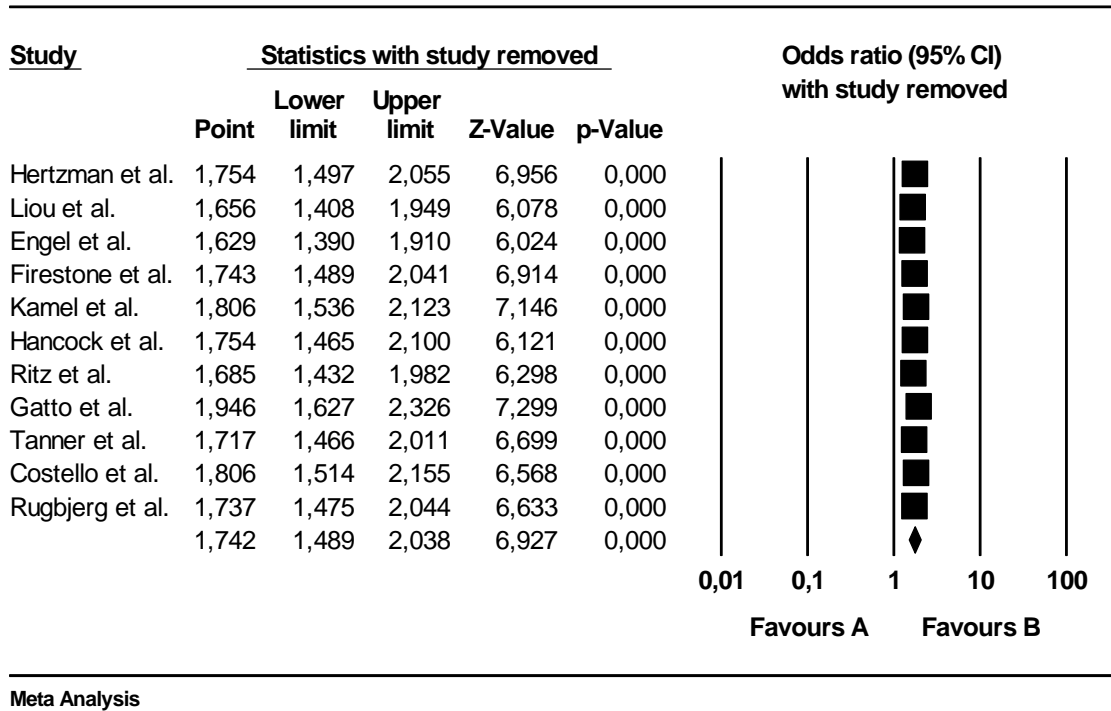 Study Statistics with study removed Odds ratio (95% CI)
with study removed
Lower Upper
Point limit limit Z-Value p-Value
Hertzman et al. 1,754 1,497 2,055 6,956 0,000
Liou et al. 1,656 1,408 1,949 6,078 0,000
Engel et al. 1,629 1,390 1,910 6,024 0,000
Firestone et al. 1,743 1,489 2,041 6,914 0,000
Kamel et al. 1,806 1,536 2,123 7,146 0,000
Hancock et al. 1,754 1,465 2,100 6,121 0,000
Ritz et al. 1,685 1,432 1,982 6,298 0,000
Gatto et al. 1,946 1,627 2,326 7,299 0,000
Tanner et al. 1,717 1,466 2,011 6,699 0,000
Costello et al. 1,806 1,514 2,155 6,568 0,000
Rugbjerg et al. 1,737 1,475 2,044 6,633 0,000
1,742 1,489 2,038 6,927 0,000
0,01 0,1 1 10 100
Favours A Favours B
Meta Analysis